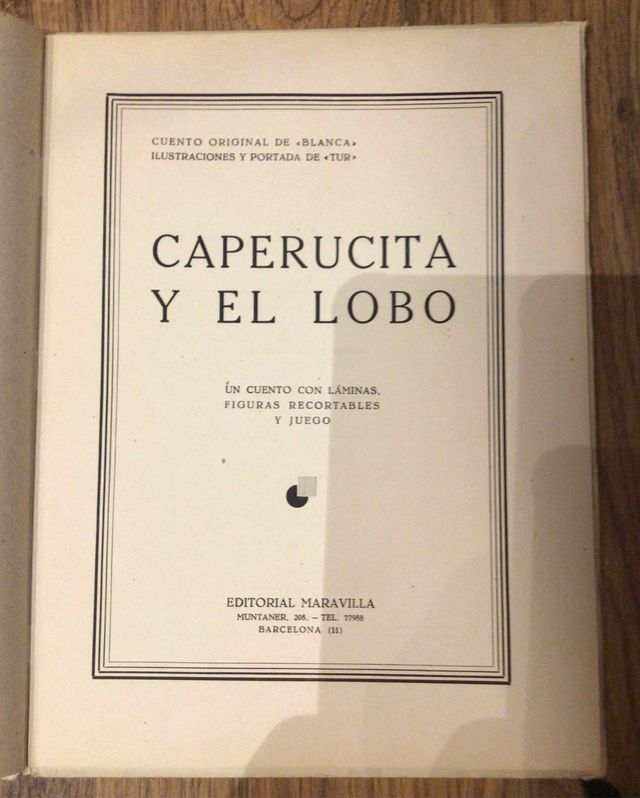 CUENTO ORIGINAL DE «BLANCA»
ILUSTRACIONES Y PORTADA DE «TUR»
CAPERUCITA
Y EL LOBO
UN CUENTO CON LÁMINAS,
FIGURAS RECORTABLES
Y JUEGO
EDITORIAL MARAVILLA
MUNTANER, 208. – TEL. 77988
BARCELONA (11)